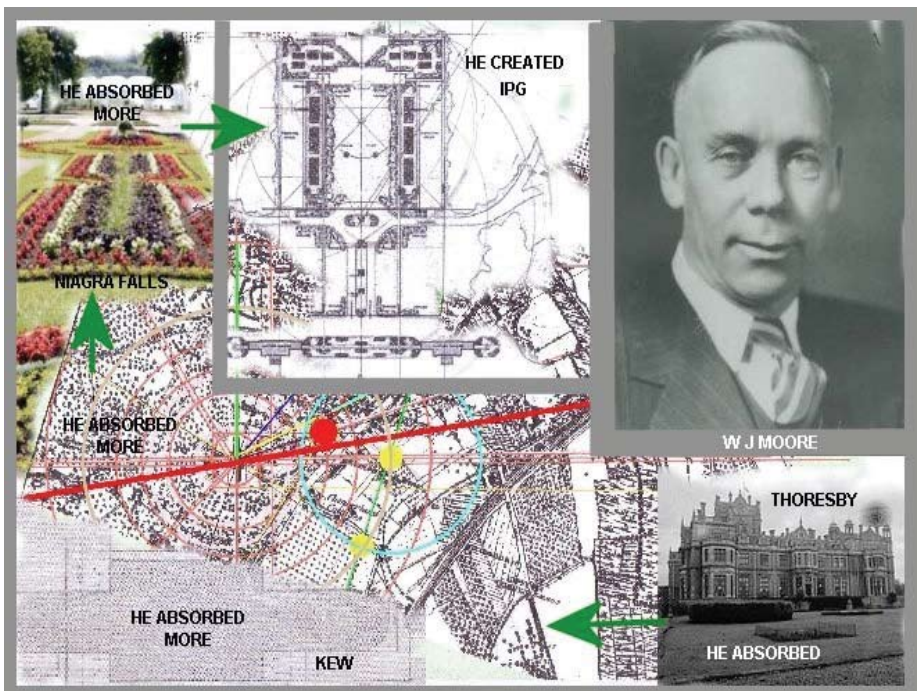 HE ABSORBED
MORE
HE CREATED
IPG
NIAGRA FALLS
HE ABSORBED
MORE
W J MOORE
THORESBY
HE ABSORBED
MORE
KEW
HE ABSORBED